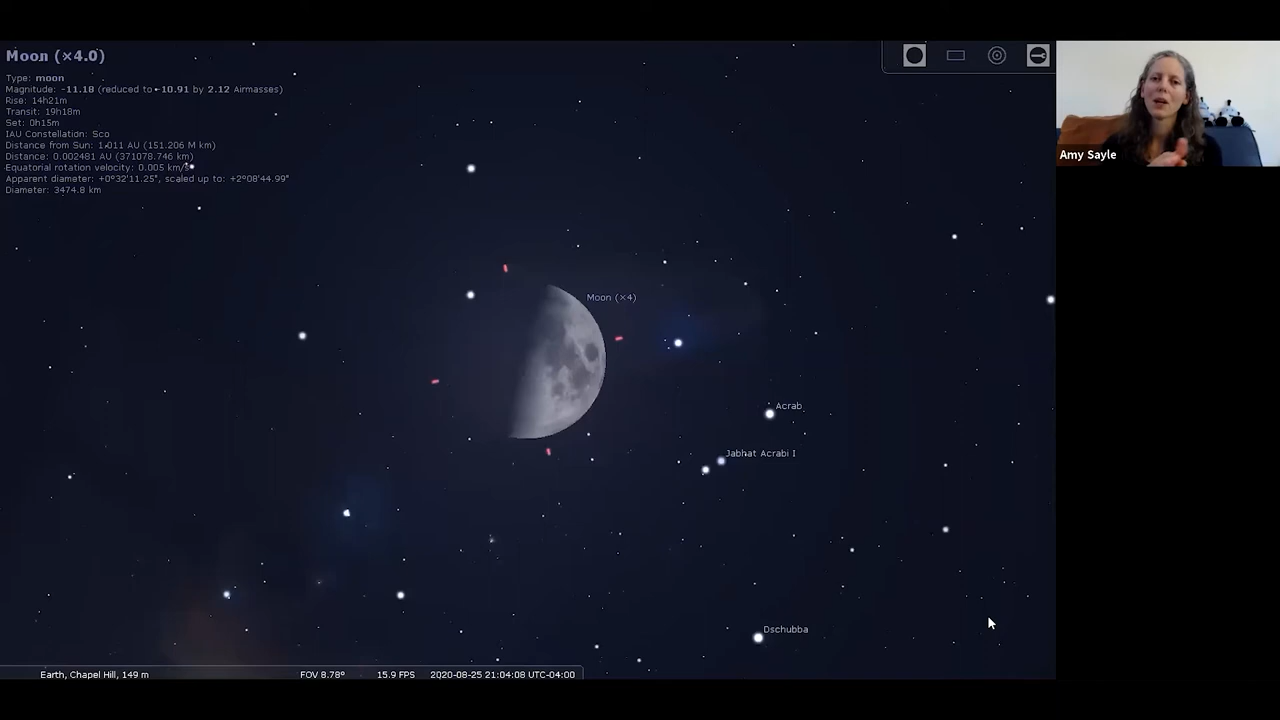 Moon (×4.0)
Type: moon
Magnitude: -11.18 (reduced to -10.91 by 2.12 Airmasses)
Rise: 14h21m
Transit: 19h18m
Set: 0h15m
IAU Constellation: Sco
Distance from Sun: 1.011 AU (151.206 M km)
Distance: 0.002481 AU (371078.746 km)
Equatorial rotation velocity: 0.005 km/s
Apparent diameter: +0°32'11.25", scaled up to: +2°08'44.99"
Diameter: 3474.8 km
Amy Sayle
Moon (×4)
Acrab
Jabhat Acrabi I
Dschubba
Earth, Chapel Hill, 149 m FOV 8.78° 15.9 FPS 2020-08-25 21:04:08 UTC-04:00